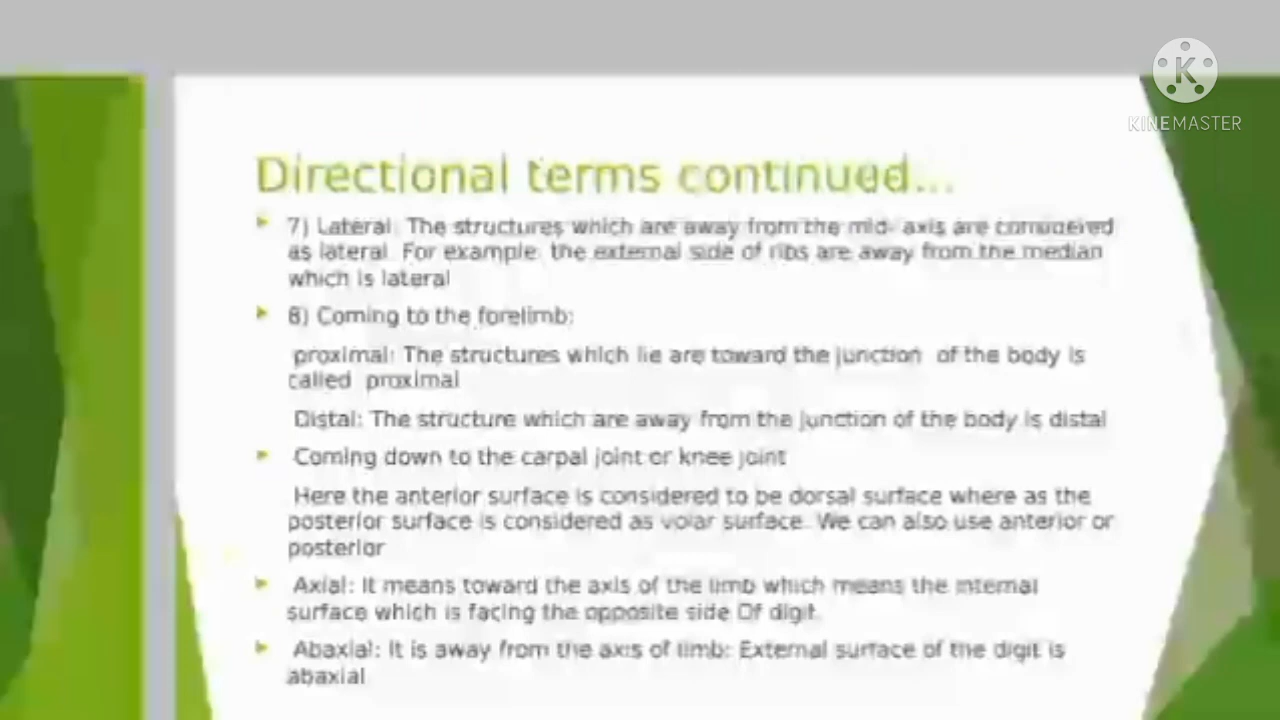 KINEMASTER
Directional terms continued...
7) Lateral: The structures which are away from the mid- axis are considered
as lateral. For example: the external side of ribs are away from the median
which is lateral
8) Coming to the forelimb:
proximal: The structures which lie are toward the junction of the body is
called proximal
Distal: The structure which are away from the junction of the body is distal
Coming down to the carpal joint or knee joint
Here the anterior surface is considered to be dorsal surface where as the
posterior surface is considered as volar surface. We can also use anterior or
posterior
Axial: It means toward the axis of the limb which means the internal
surface which is facing the opposite side Of digit.
Abaxial: It is away from the axis of limb: External surface of the digit is
abaxial